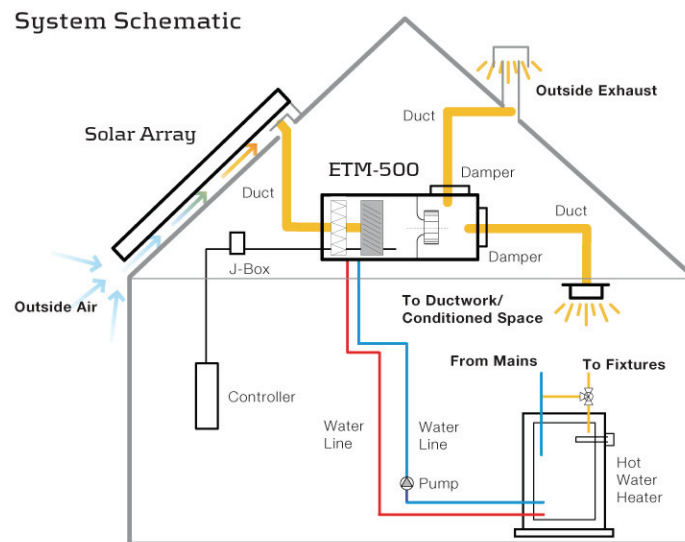 System Schematic
Outside Exhaust
Solar Array
Duct
ETM-500
Damper
Duct
Duct
Damper
J-Box
Outside Air
To Ductwork/
Conditioned Space
From Mains
To Fixtures
Controller
Water
Line
Water
Line
Pump
Hot
Water
Heater